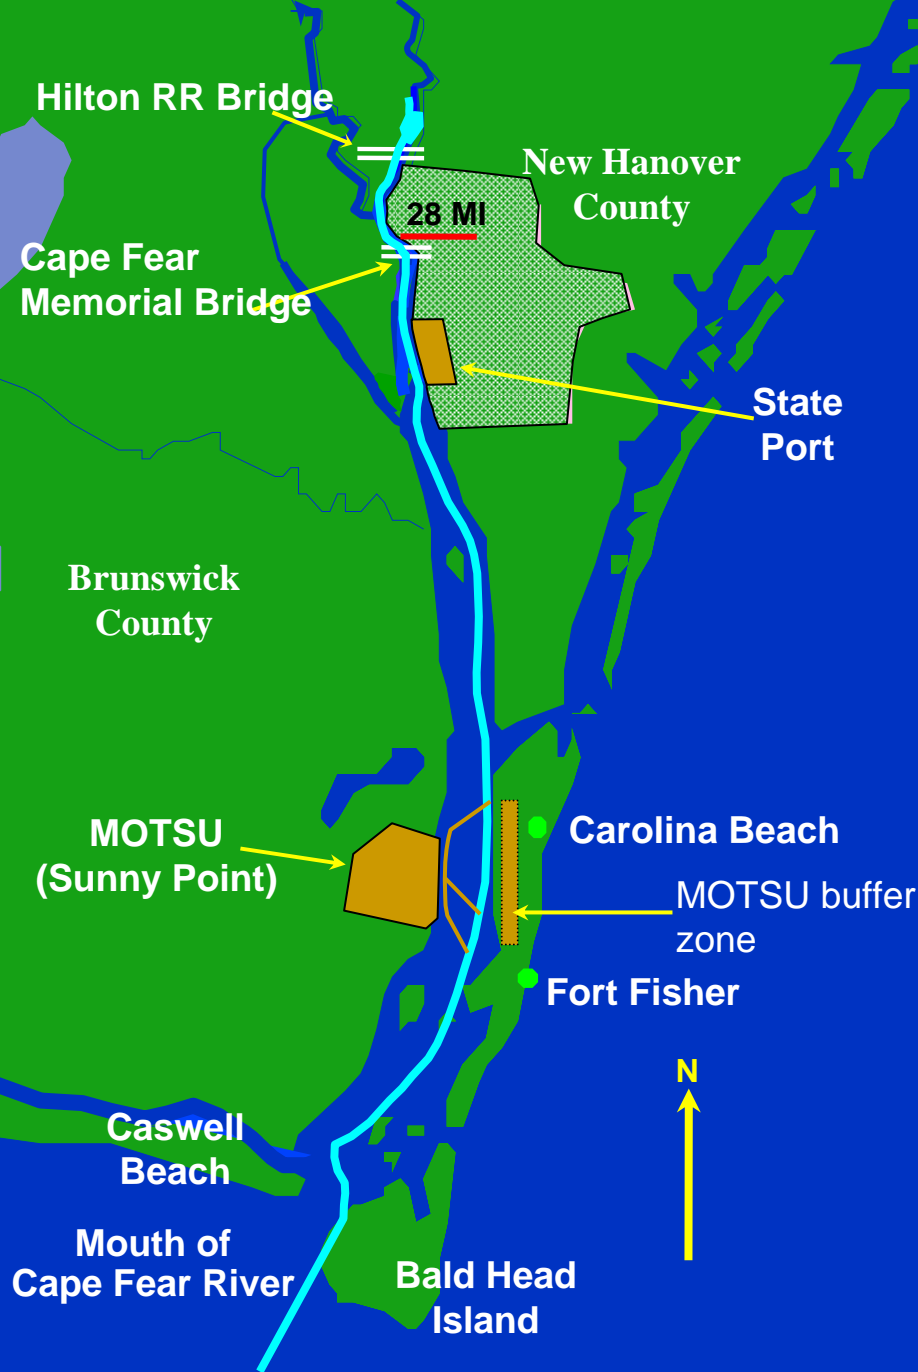 Hilton RR Bridge
New Hanover
County
28 MI
Cape Fear
Memorial Bridge
State
Port
Brunswick
County
MOTSU
(Sunny Point)
Carolina Beach
MOTSU buffer
zone
Fort Fisher
N
Caswell
Beach
Mouth of
Cape Fear River
Bald Head
Island